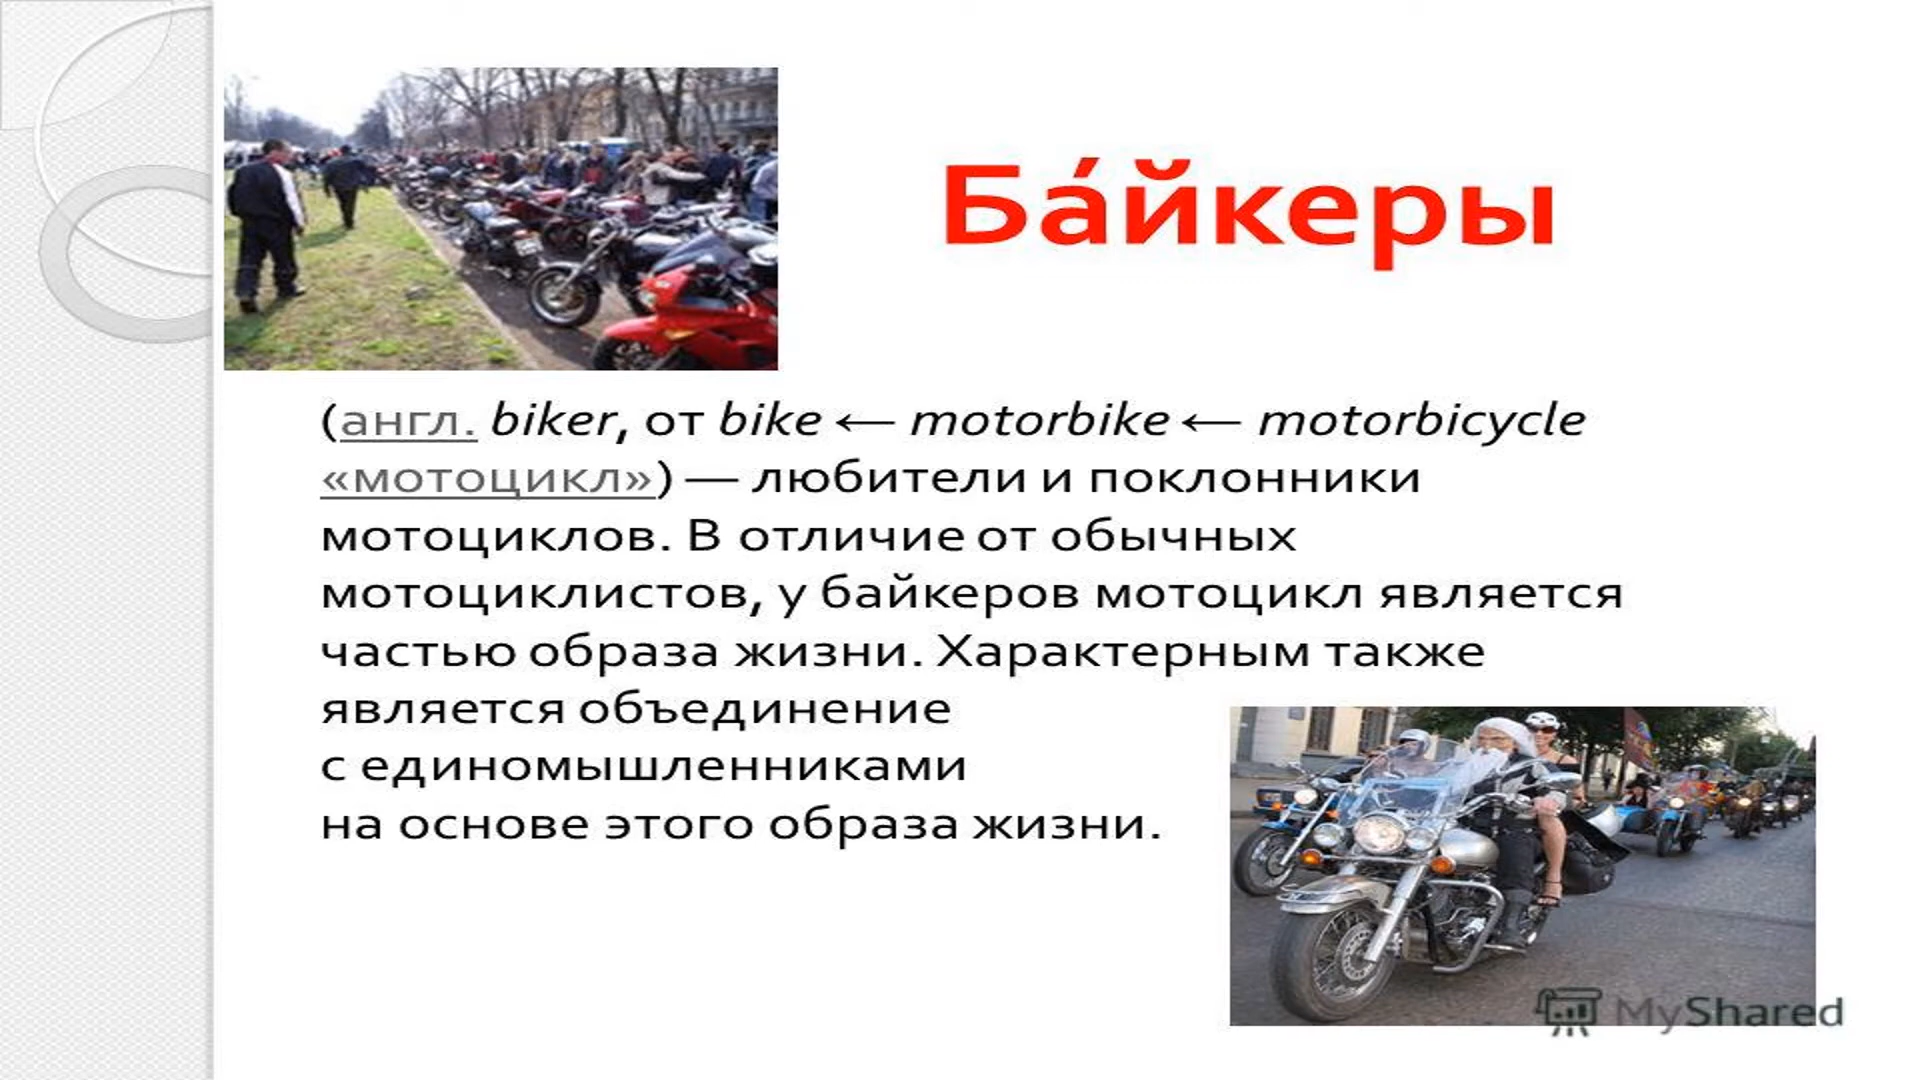 Ба́йкеры
(англ. biker, от bike ← motorbike ← motorbicycle
«мотоцикл») — любители и поклонники
мотоциклов. В отличие от обычных
мотоциклистов, у байкеров мотоцикл является
частью образа жизни. Характерным также
является объединение
с единомышленниками
на основе этого образа жизни.
MyShared